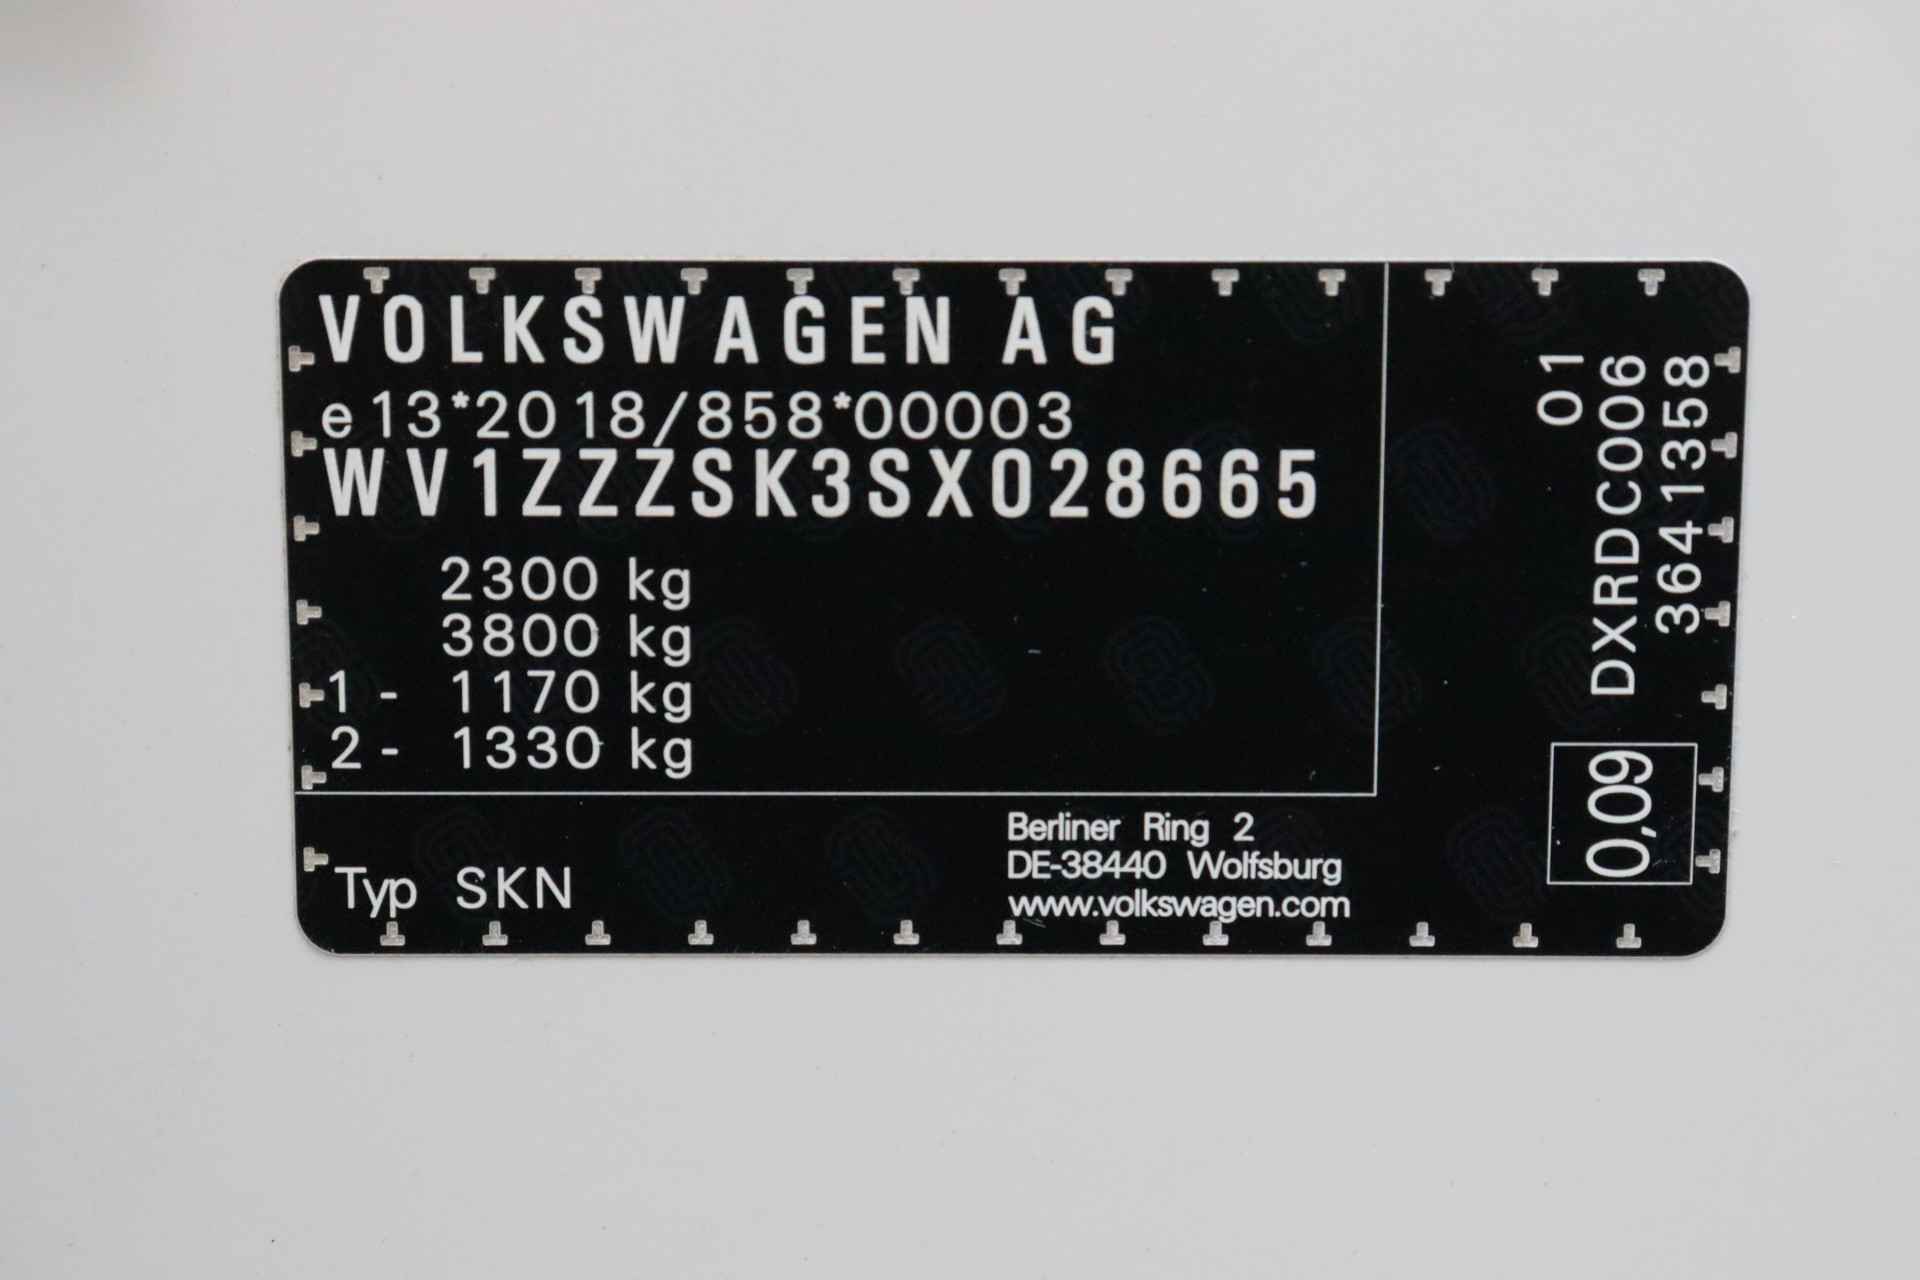 VOLKSWAGEN AG
e13*2018/858*00003
WV1ZZZSK3SX028665
2300 kg
3800 kg
1 - 1170 kg
2 - 1330 kg
Typ SKN
Berliner Ring 2
DE-38440 Wolfsburg
www.volkswagen.com
01
DXRDC006
3641358
0,09